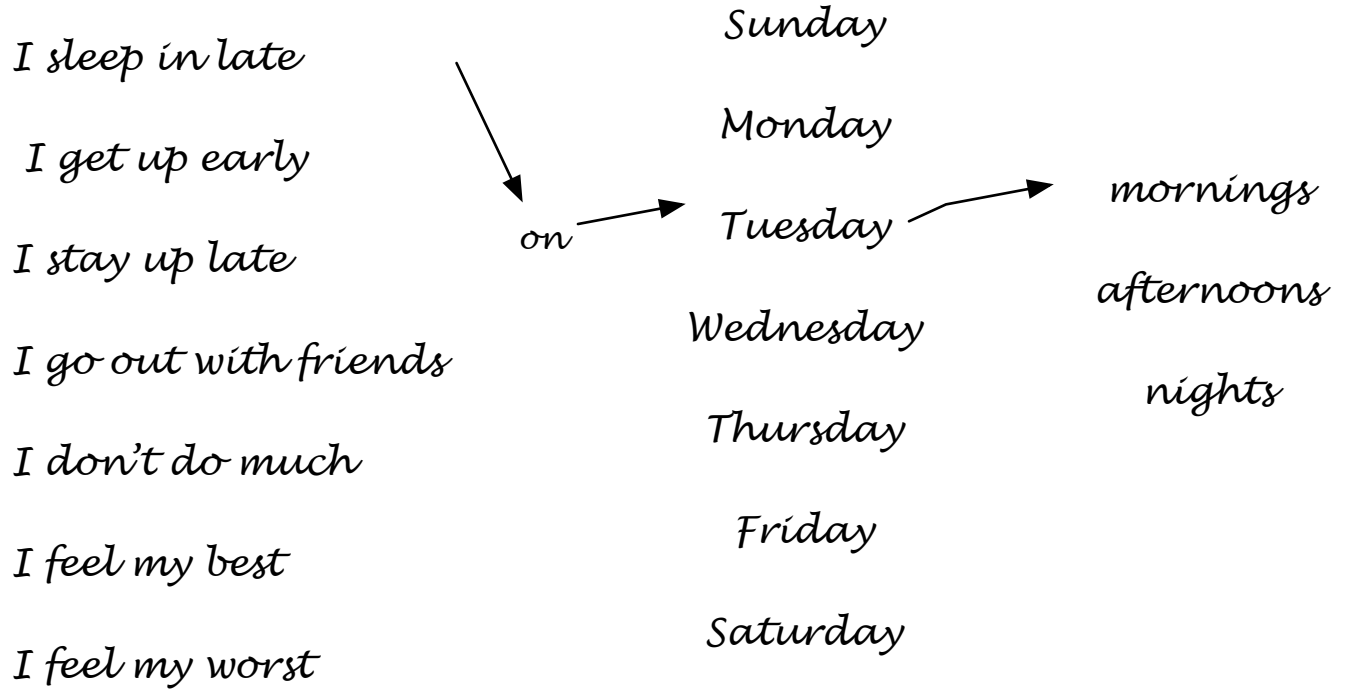 I sleep in late
I get up early
I stay up late
I go out with friends
I don't do much
I feel my best
I feel my worst
on
Sunday
Monday
Tuesday
Wednesday
Thursday
Friday
Saturday
mornings
afternoons
nights